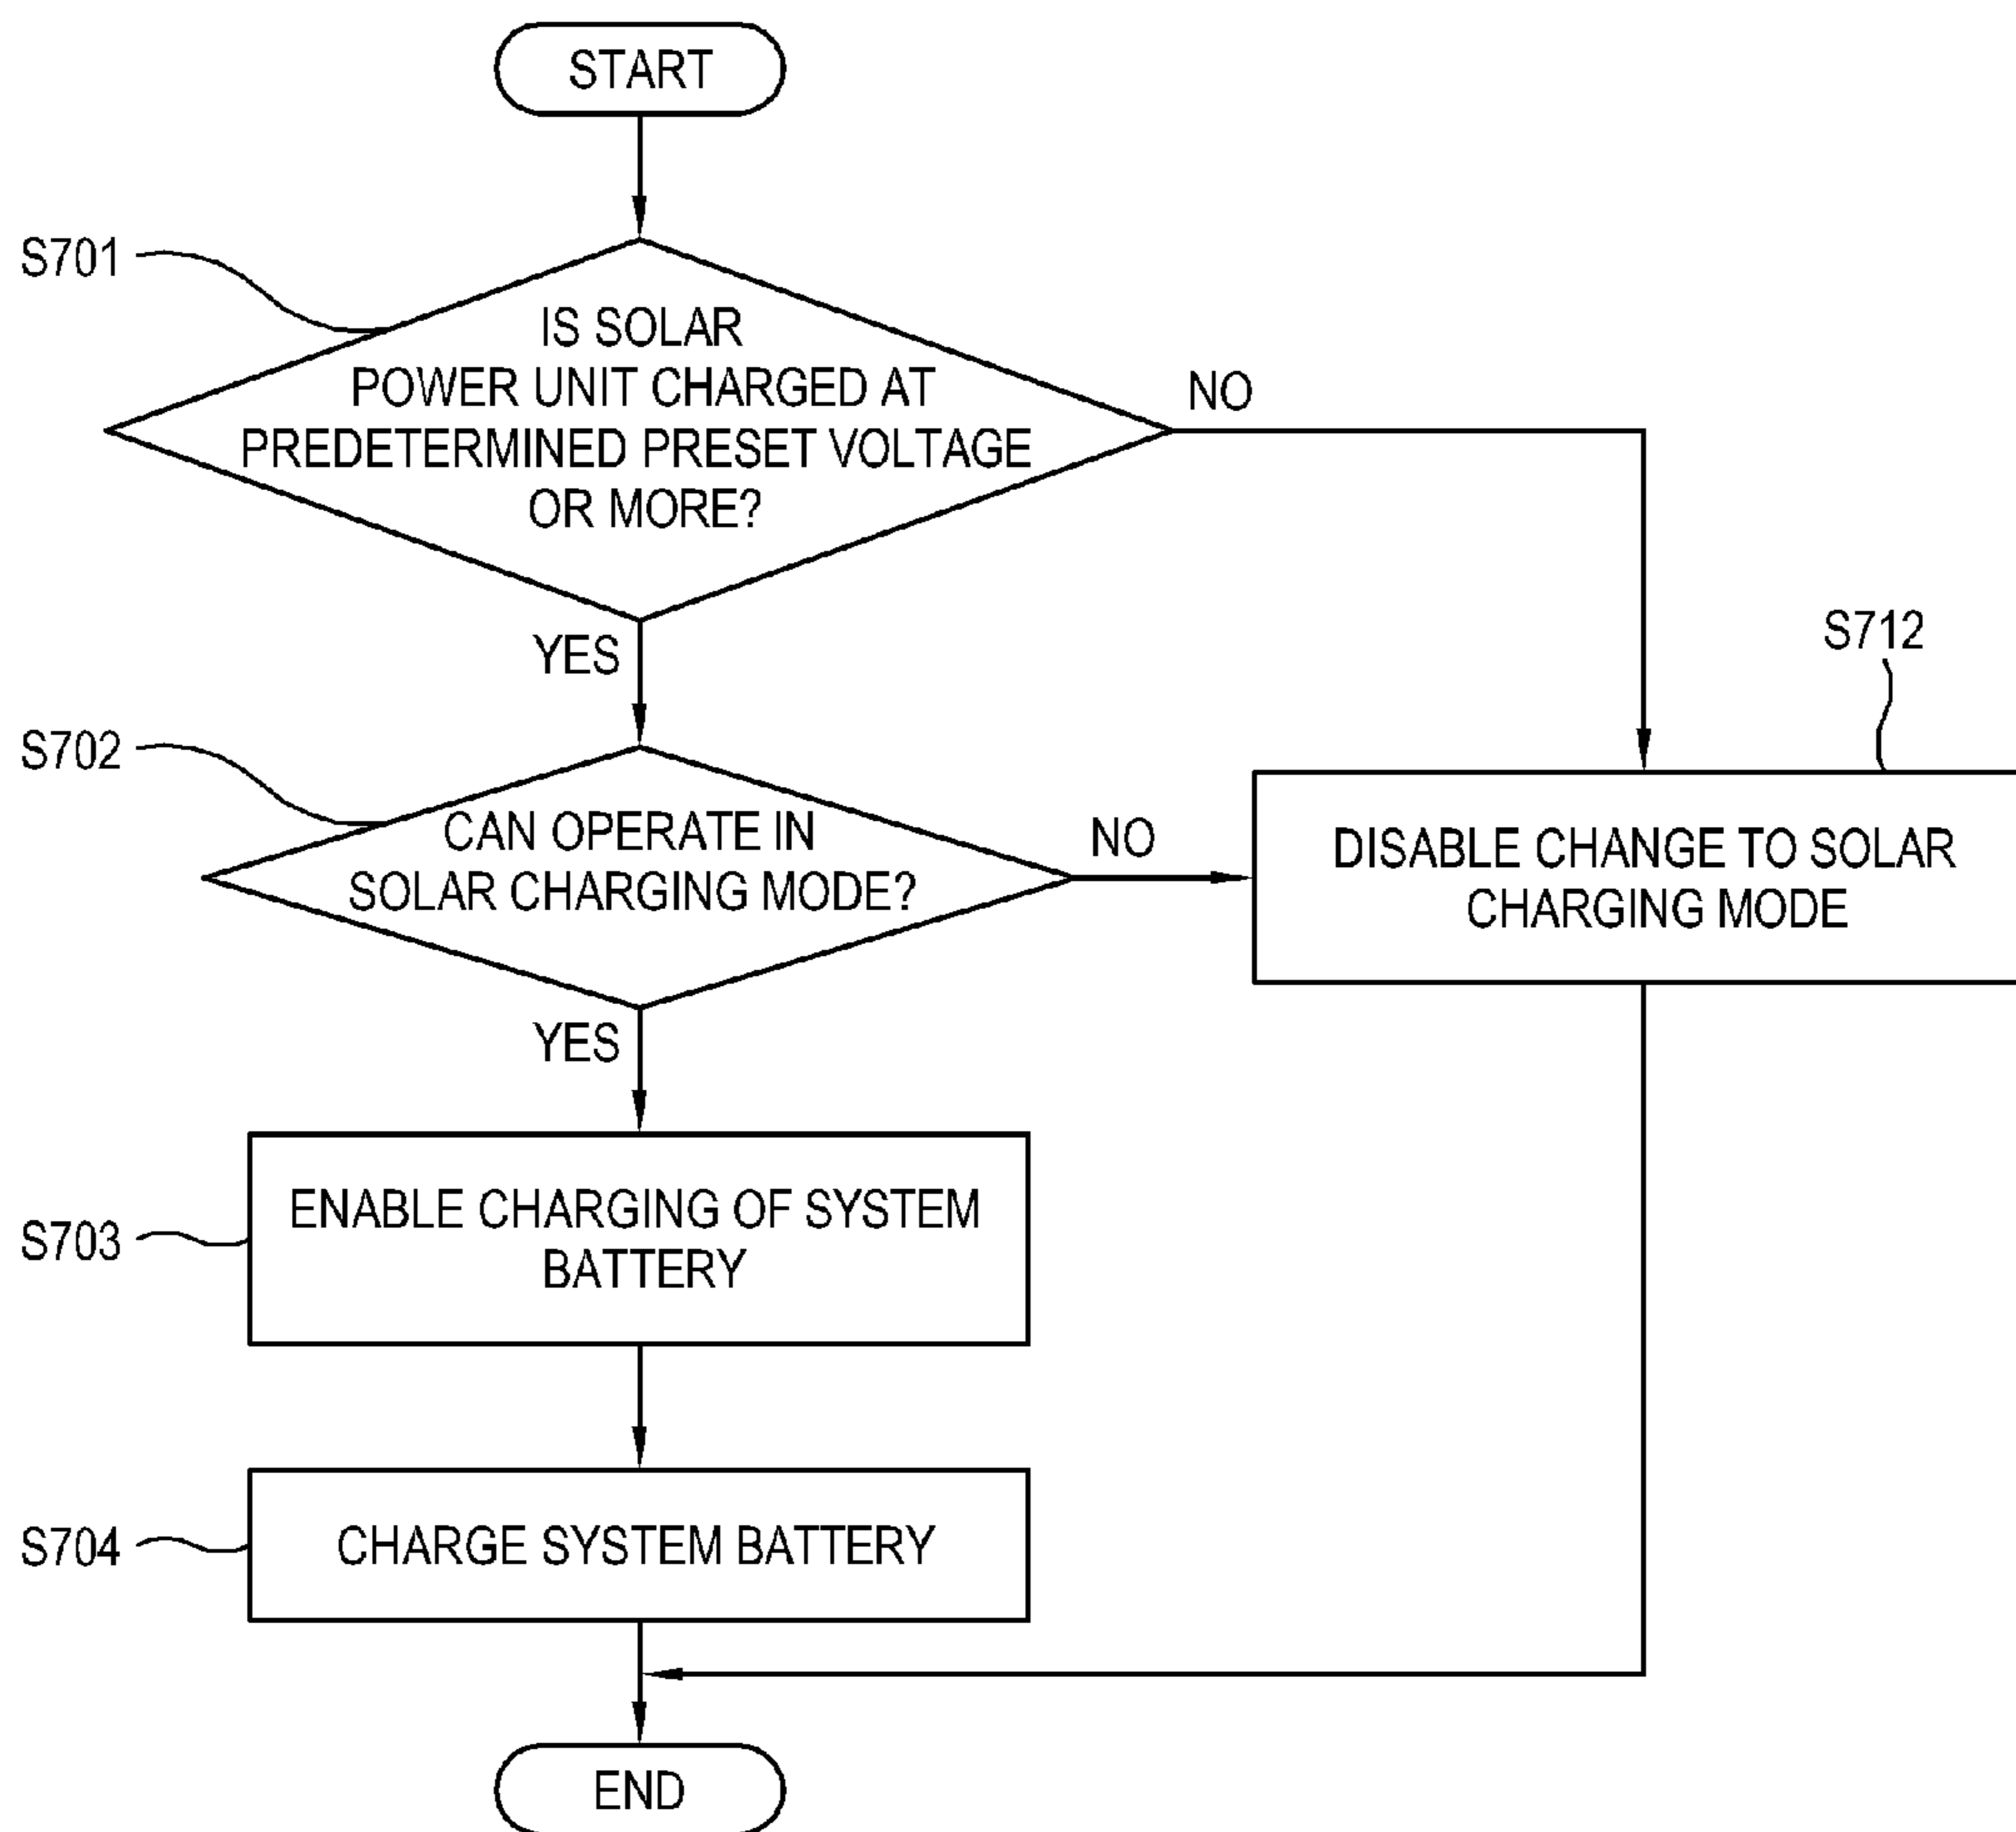 START
S701
IS SOLAR
POWER UNIT CHARGED AT
PREDETERMINED PRESET VOLTAGE
OR MORE?
NO
YES
S712
S702
CAN OPERATE IN
SOLAR CHARGING MODE?
NO
DISABLE CHANGE TO SOLAR
CHARGING MODE
YES
S703
ENABLE CHARGING OF SYSTEM
BATTERY
S704
CHARGE SYSTEM BATTERY
END